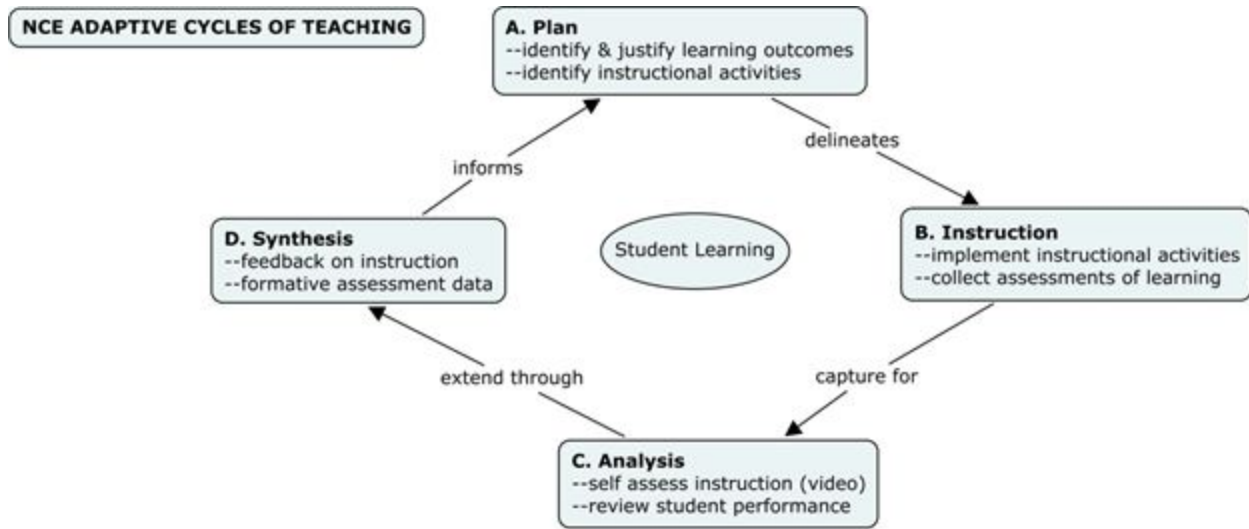 NCE ADAPTIVE CYCLES OF TEACHING
A. Plan
--identify & justify learning outcomes
--identify instructional activities
delineates
informs
D. Synthesis
--feedback on instruction
--formative assessment data
Student Learning
B. Instruction
--implement instructional activities
--collect assessments of learning
extend through
capture for
C. Analysis
--self assess instruction (video)
--review student performance